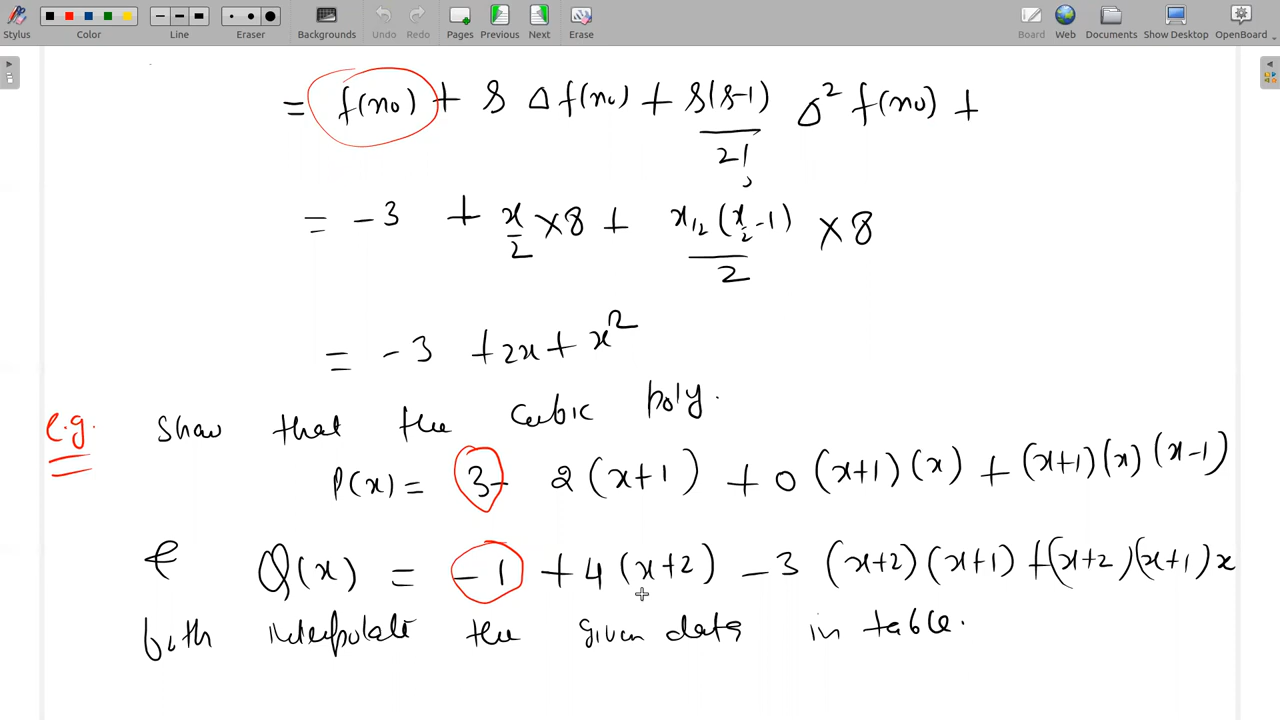 Stylus Color Line Eraser Backgrounds Undo Redo Pages Previous Next Erase Board Web Documents Show Desktop OpenBoard
= f(x₀) + s Δf(x₀) + s(s-1)/2! Δ² f(x₀) +
= -3 + x/2 × 8 + x/2 (x/2 - 1)/2 × 8
= -3 + 2x + x²
e.g. Show that the cubic poly.
P(x) = 3 - 2(x+1) + 0(x+1)(x) + (x+1)(x)(x-1)
& Q(x) = -1 + 4(x+2) - 3(x+2)(x+1) + (x+2)(x+1)x
both interpolate the given data in table.